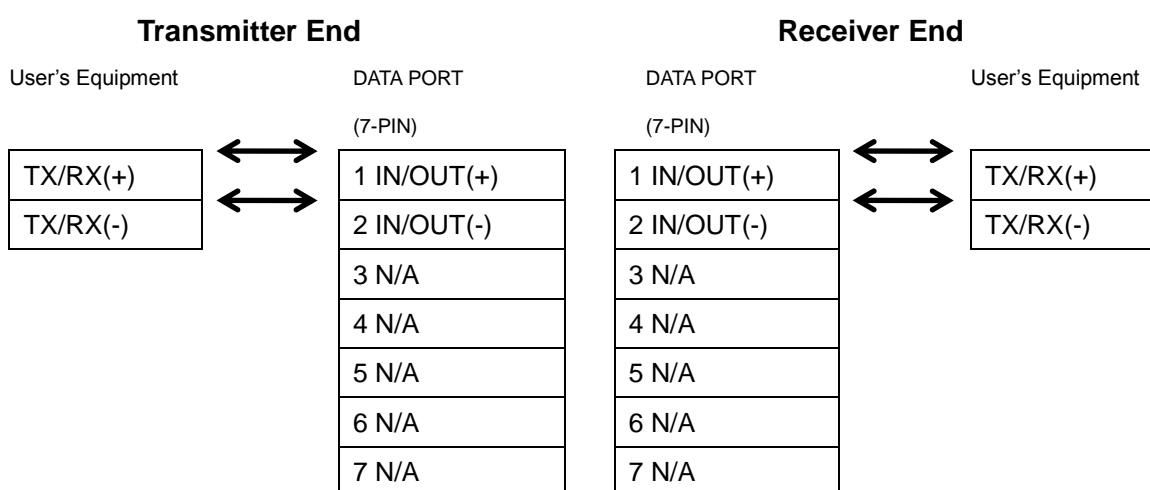 Transmitter End
Receiver End
User’s Equipment
DATA PORT
(7-PIN)
DATA PORT
(7-PIN)
User’s Equipment
TX/RX(+)
TX/RX(-)
1 IN/OUT(+)
2 IN/OUT(-)
3 N/A
4 N/A
5 N/A
6 N/A
7 N/A
1 IN/OUT(+)
2 IN/OUT(-)
3 N/A
4 N/A
5 N/A
6 N/A
7 N/A
TX/RX(+)
TX/RX(-)